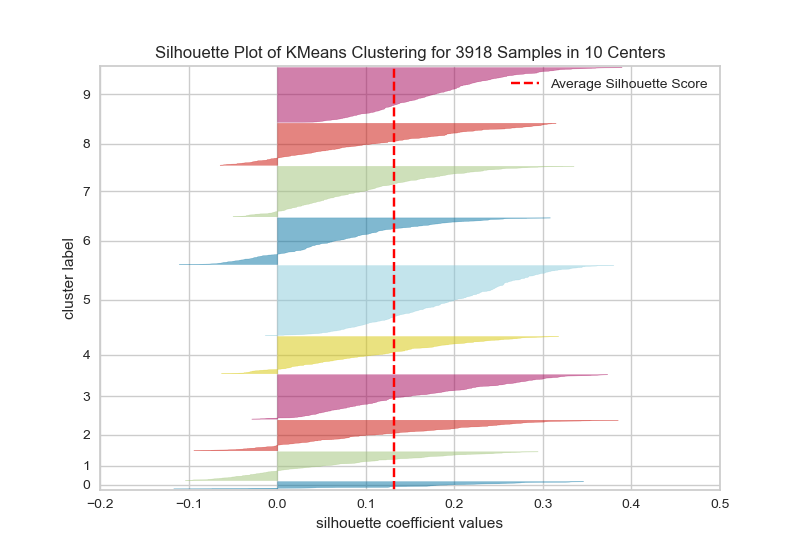 Silhouette Plot of KMeans Clustering for 3918 Samples in 10 Centers
Average Silhouette Score
9
8
7
6
5
4
3
2
1
0
cluster label
−0.2 −0.1 0.0 0.1 0.2 0.3 0.4 0.5
silhouette coefficient values